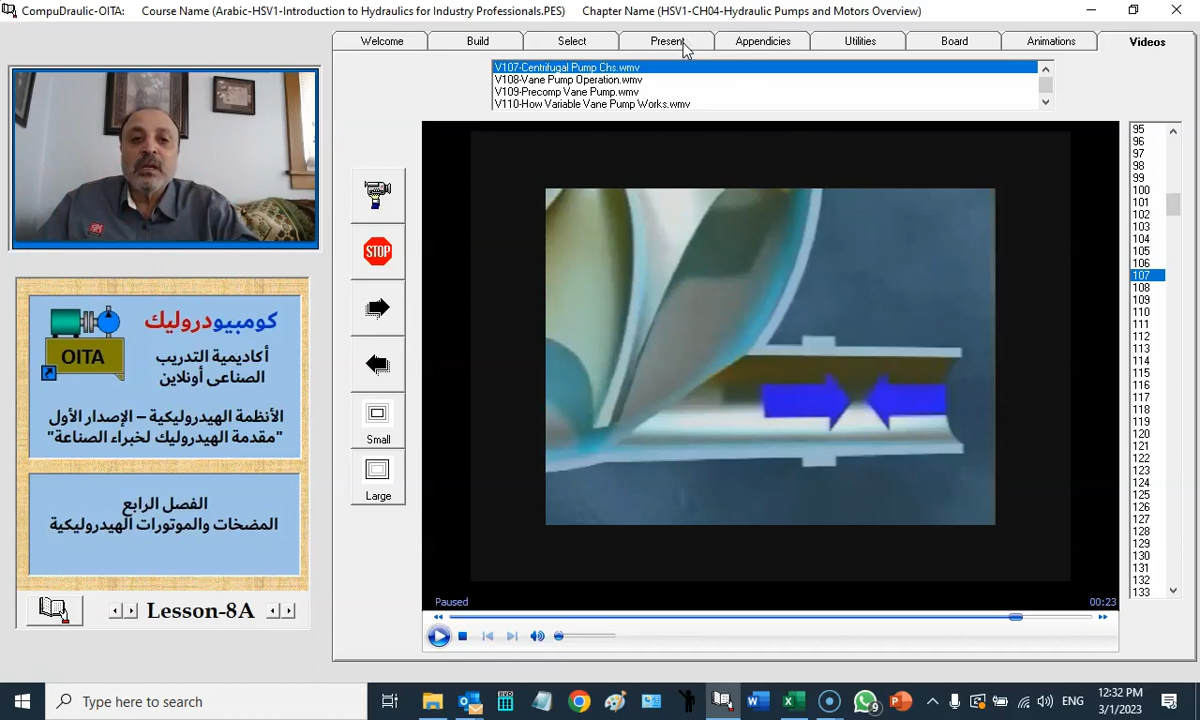 CompuDraulic-OITA: Course Name (Arabic-HSV1-Introduction to Hydraulics for Industry Professionals.PES) Chapter Name (HSV1-CH04-Hydraulic Pumps and Motors Overview)
Welcome Build Select Present Appendicies Utilities Board Animations Videos
V107-Centrifugal Pump Chs.wmv
V108-Vane Pump Operation.wmv
V109-Precomp Vane Pump.wmv
V110-How Variable Vane Pump Works.wmv
STOP
Small
Large
كومبيودروليك
OITA
أكاديمية التدريب
الصناعى أونلاين
الأنظمة الهيدروليكية – الإصدار الأول
"مقدمة الهيدروليك لخبراء الصناعة"
الفصل الرابع
المضخات والموتورات الهيدروليكية
Lesson-8A
Paused
00:23
95
96
97
98
99
100
101
102
103
104
105
106
107
108
109
110
111
112
113
114
115
116
117
118
119
120
121
122
123
124
125
126
127
128
129
130
131
132
133
Type here to search
9
ENG
12:32 PM
3/1/2023